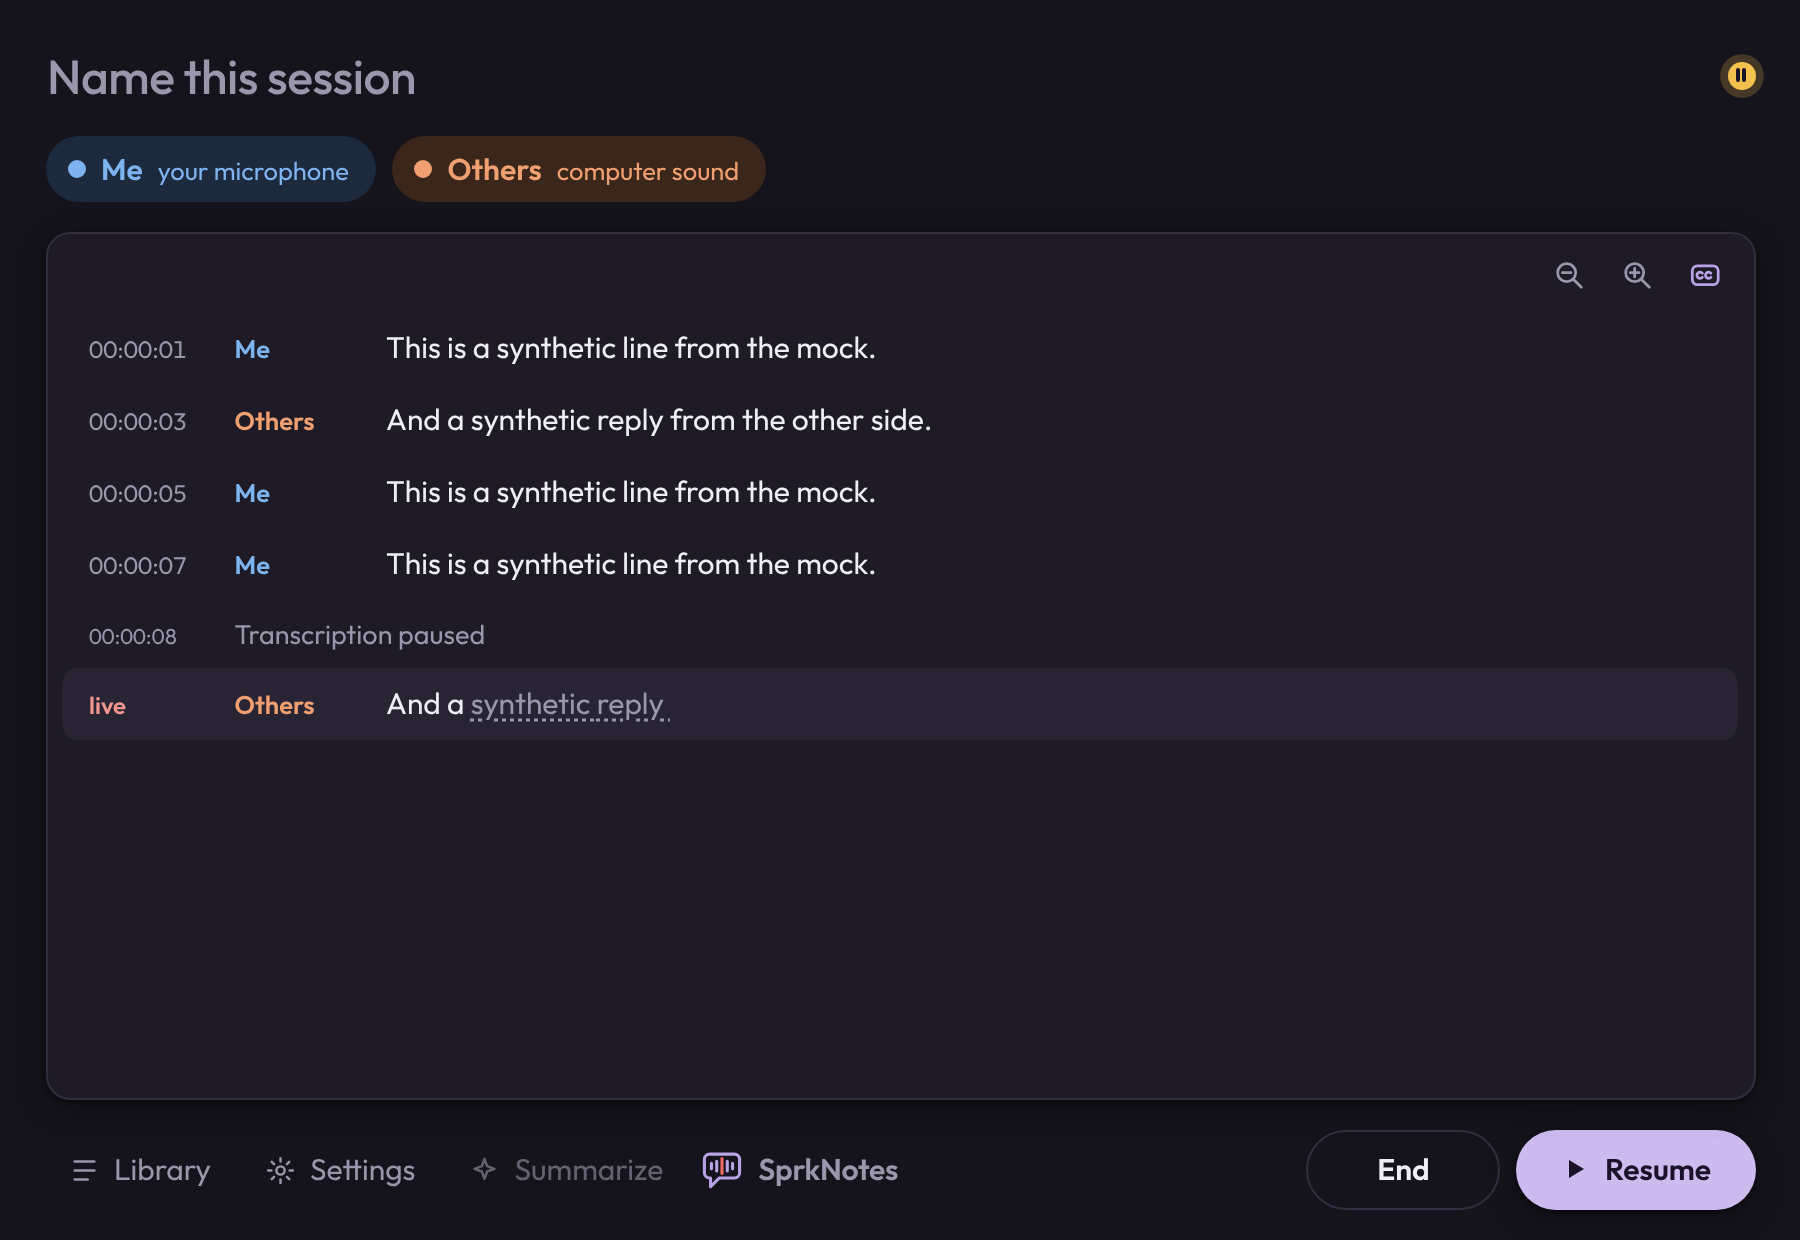 Name this session
Me your microphone
Others computer sound
CC
00:00:01 Me This is a synthetic line from the mock.
00:00:03 Others And a synthetic reply from the other side.
00:00:05 Me This is a synthetic line from the mock.
00:00:07 Me This is a synthetic line from the mock.
00:00:08 Transcription paused
live Others And a synthetic reply
Library Settings Summarize SprkNotes End Resume